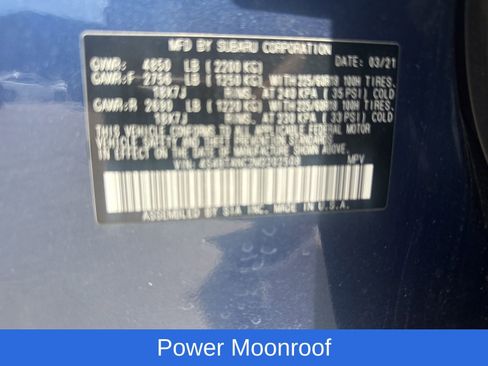 MFD BY SUBARU CORPORATION DATE: 03/21
GWR: 4850 LB (2200 KG)
GAWR:F 2756 LB (1250 KG), WITH 225/60R18 100H TIRES,
18X7J RIMS, AT 240 KPA (35 PSI) COLD
GAWR:R 2690 LB (1220 KG), WITH 225/60R18 100H TIRES,
18X7J RIMS, AT 230 KPA (33 PSI) COLD
THIS VEHICLE CONFORMS TO ALL APPLICABLE FEDERAL MOTOR
VEHICLE SAFETY, BUMPER, AND THEFT PREVENTION STANDARDS
IN EFFECT ON THE DATE OF MANUFACTURE SHOWN ABOVE.
VIN: MPV
ASSEMBLED BY SIA INC. MADE IN U.S.A.
Power Moonroof